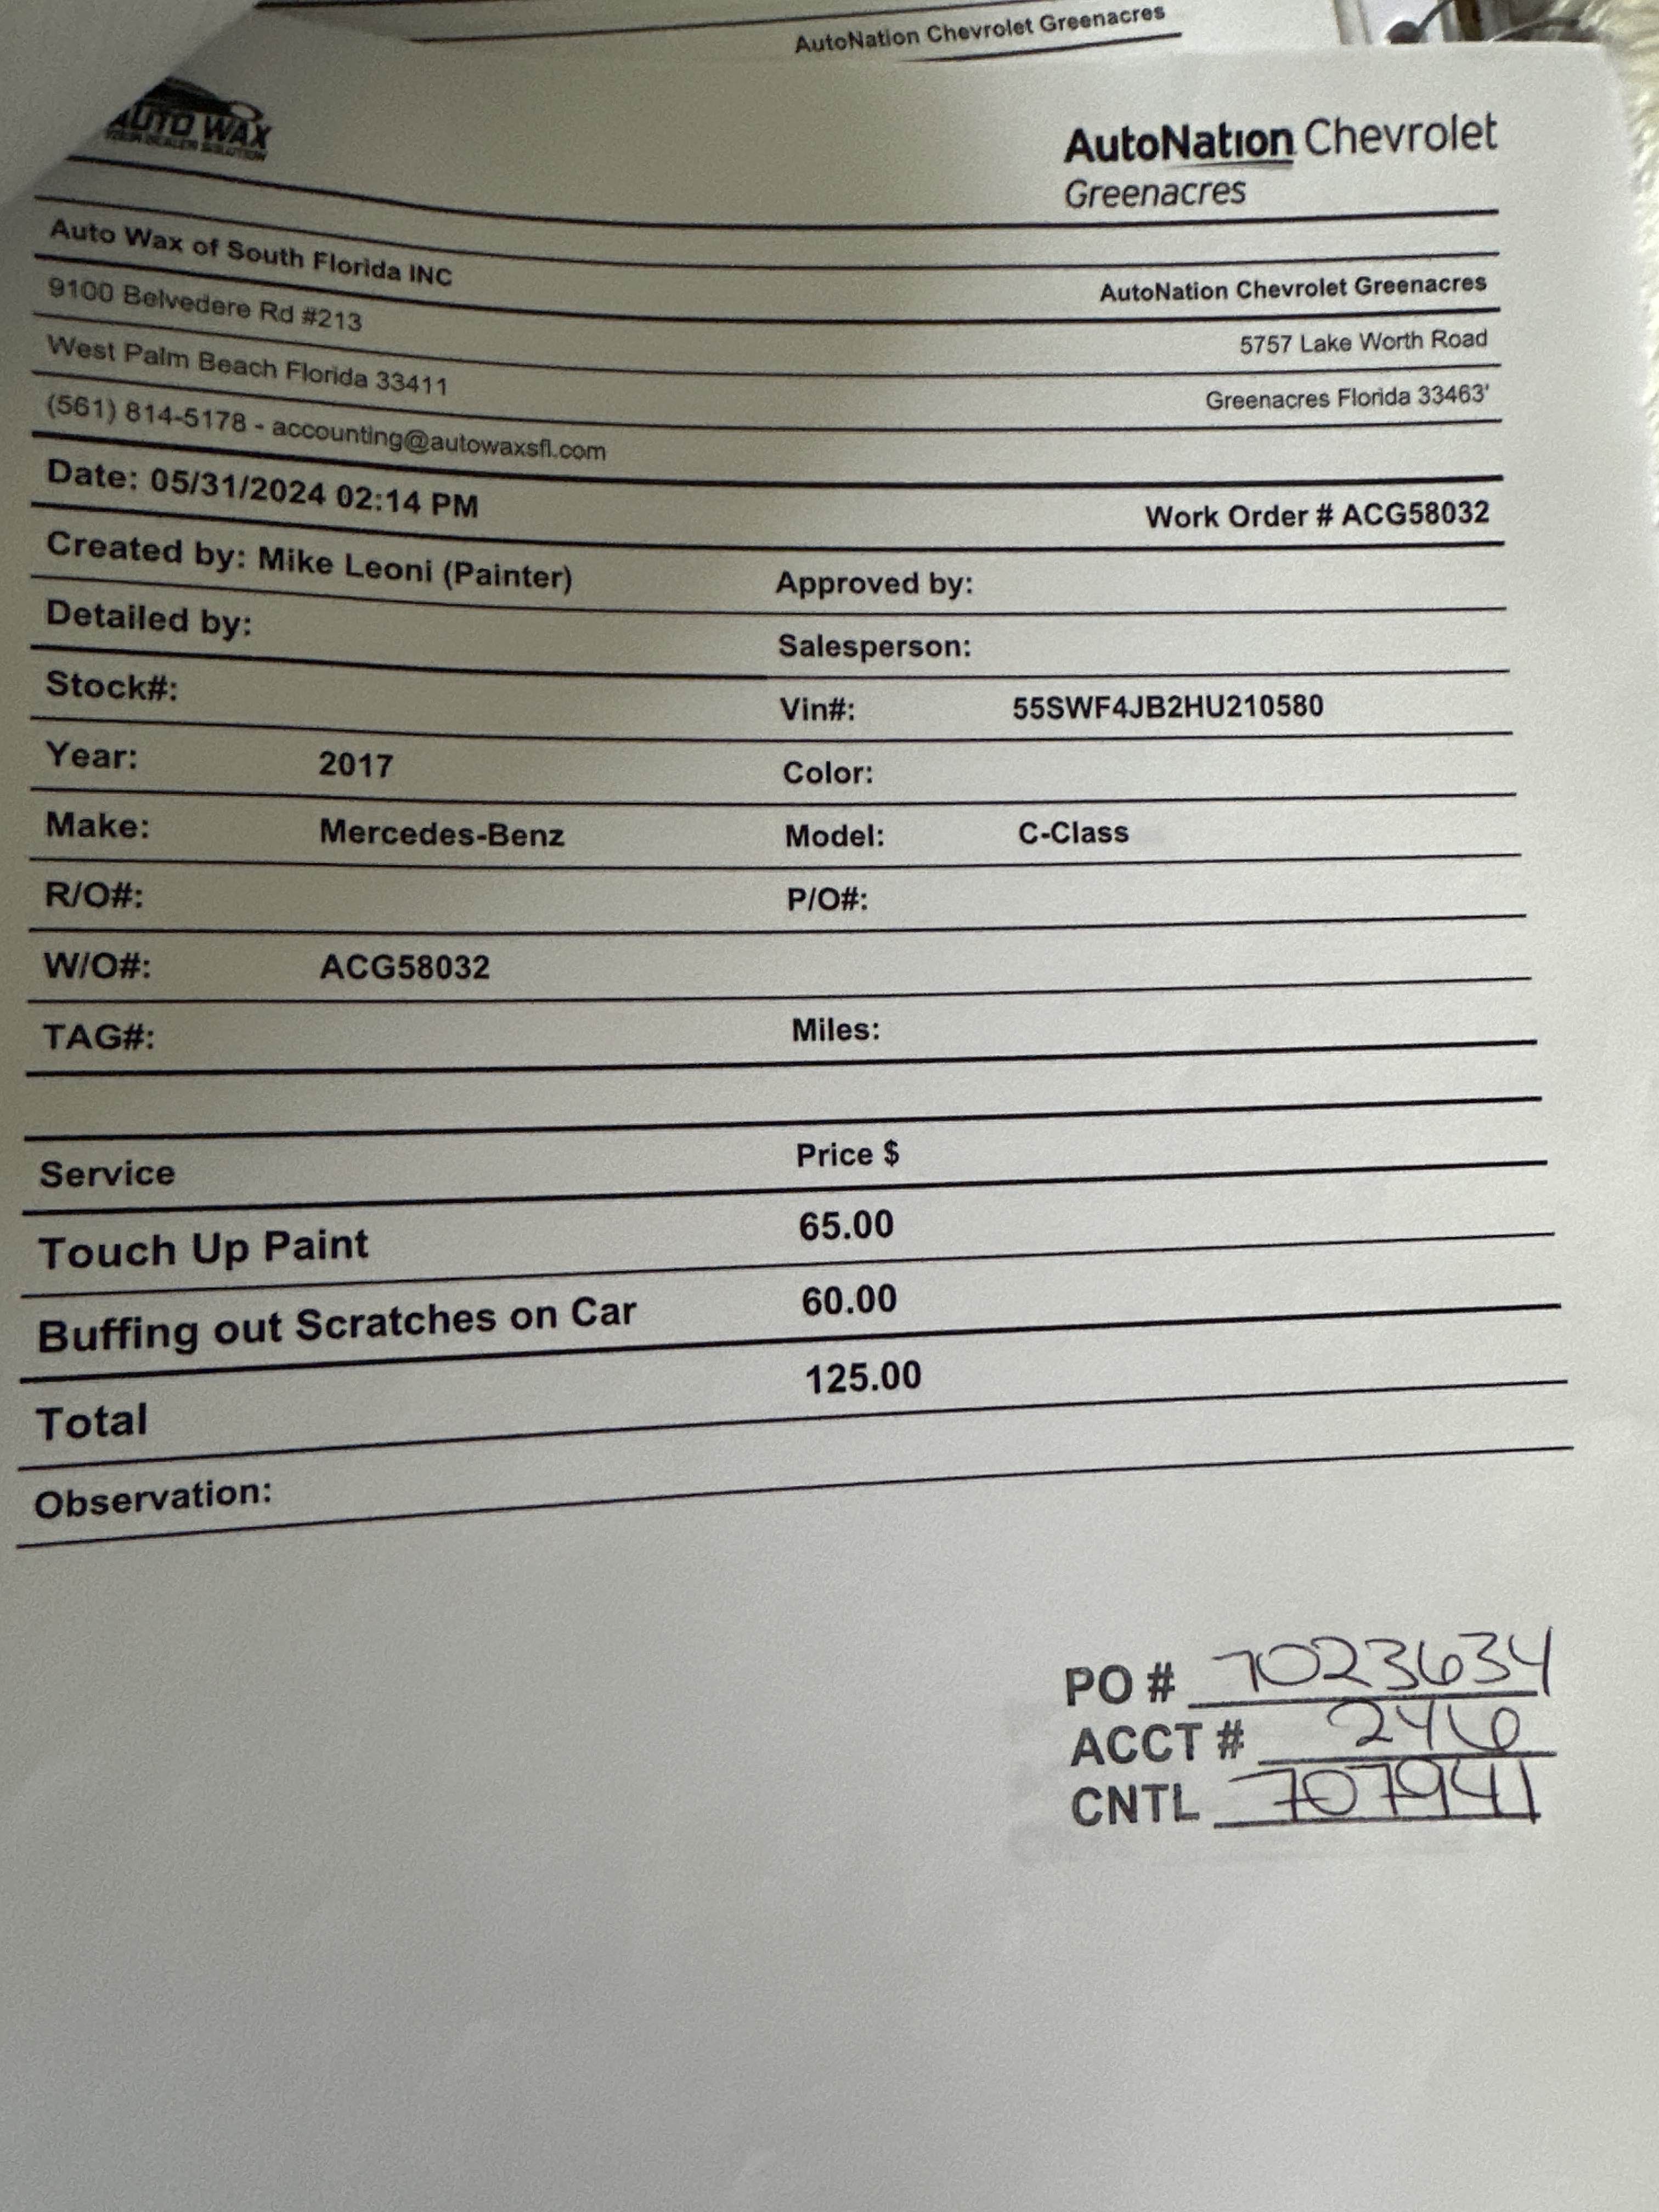 AutoNation Chevrolet Greenacres
AUTO WAX
YOUR DEALER SOLUTION
AutoNation Chevrolet
Greenacres
Auto Wax of South Florida INC
AutoNation Chevrolet Greenacres
9100 Belvedere Rd #213
5757 Lake Worth Road
West Palm Beach Florida 33411
Greenacres Florida 33463'
(561) 814-5178 - accounting@autowaxsfl.com
Date: 05/31/2024 02:14 PM
Work Order # ACG58032
Created by: Mike Leoni (Painter)
Approved by:
Detailed by:
Salesperson:
Stock#:
Vin#: 55SWF4JB2HU210580
Year: 2017
Color:
Make: Mercedes-Benz
Model: C-Class
R/O#:
P/O#:
W/O#: ACG58032
TAG#:
Miles:
Service Price $
Touch Up Paint 65.00
Buffing out Scratches on Car 60.00
Total 125.00
Observation:
PO # 7023634
ACCT # 246
CNTL 707941